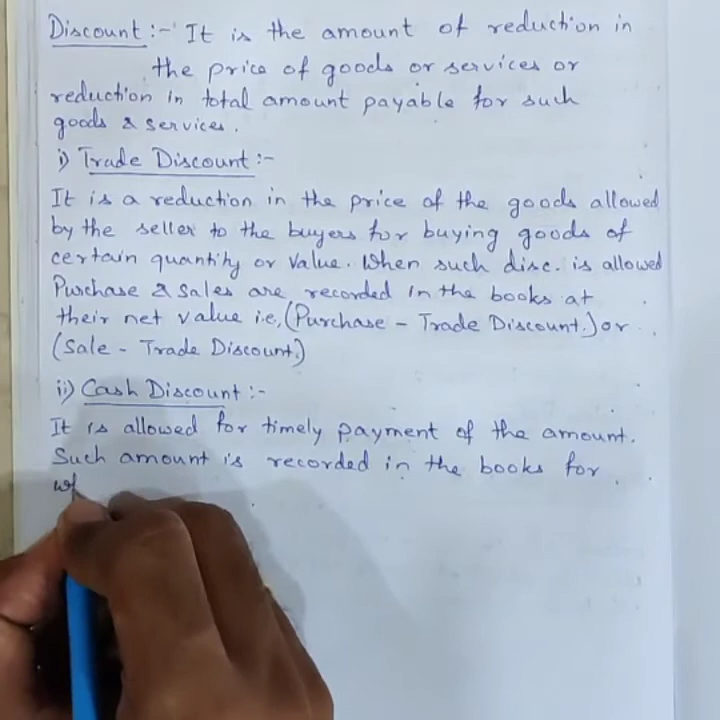 Discount :- It is the amount of reduction in
the price of goods or services or
reduction in total amount payable for such
goods & services.
i) Trade Discount :-
It is a reduction in the price of the goods allowed
by the seller to the buyers for buying goods of
certain quantity or value. When such disc. is allowed
Purchase & Sales are recorded in the books at
their net value i.e, (Purchase - Trade Discount.) or
(Sale - Trade Discount.)
ii) Cash Discount :-
It is allowed for timely payment of the amount.
Such amount is recorded in the books for